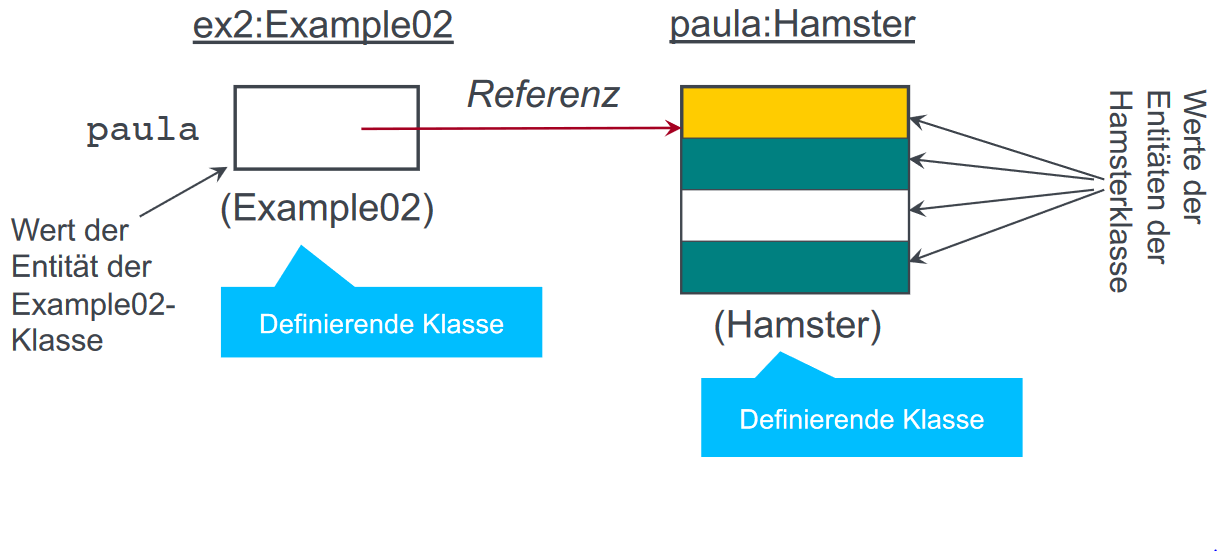 ex2:Example02
paula:Hamster
Referenz
paula
(Example02)
Wert der
Entität der
Example02-
Klasse
Definierende Klasse
Werte der
Entitäten der
Hamsterklasse
(Hamster)
Definierende Klasse